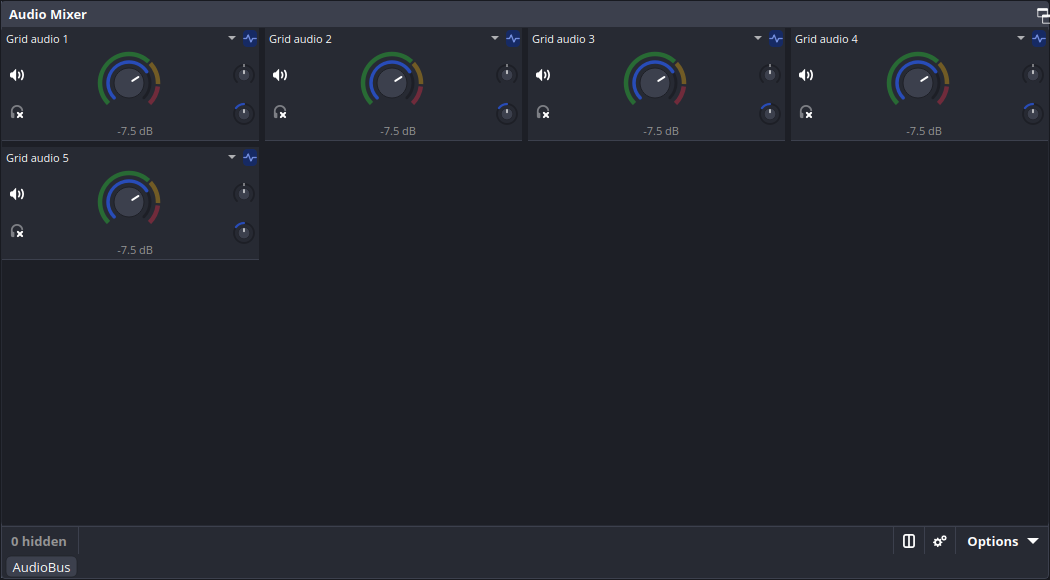 Audio Mixer
Grid audio 1
Grid audio 2
Grid audio 3
Grid audio 4
-7.5 dB
-7.5 dB
-7.5 dB
-7.5 dB
Grid audio 5
-7.5 dB
0 hidden
Options
AudioBus